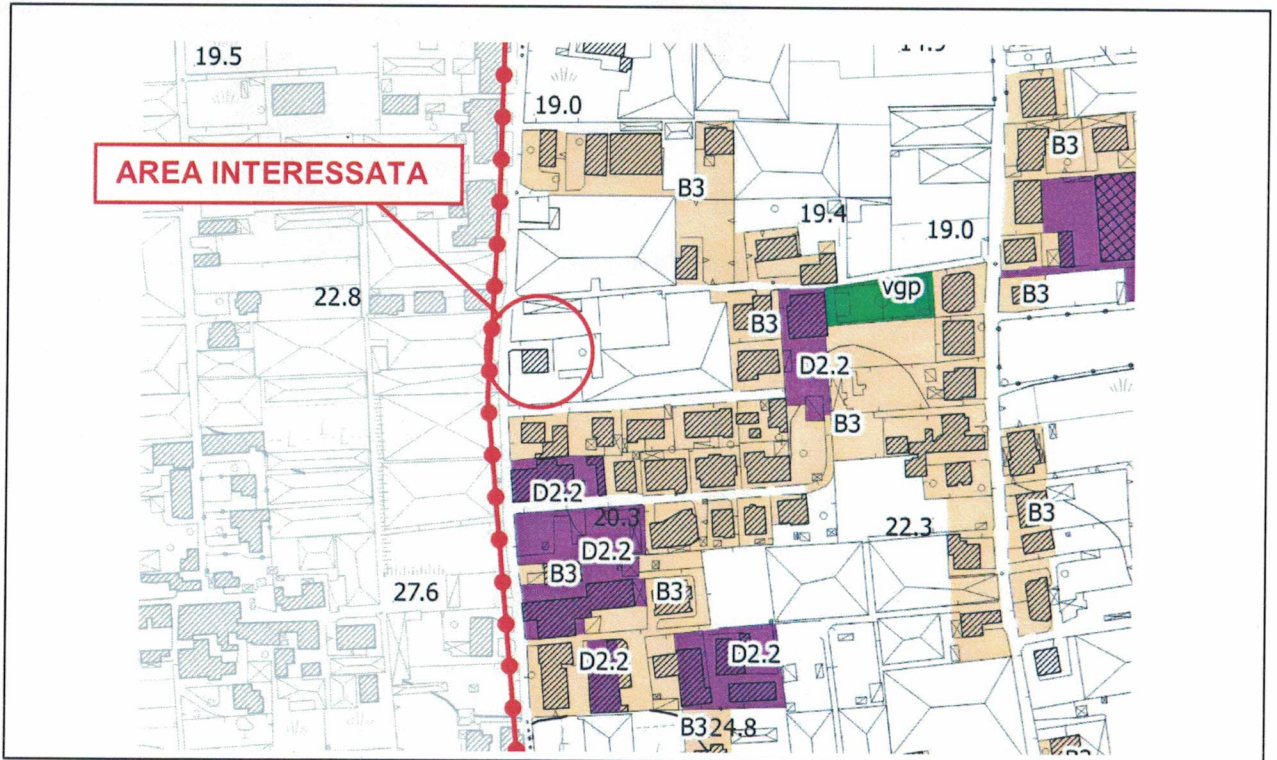 19.5
14.9
19.0
B3
AREA INTERESSATA
B3
19.4
19.0
22.8
vgp
B3
B3
D2.2
B3
D2.2
20.3
B3
22.3
D2.2
B3
27.6
B3
D2.2
D2.2
B3 24.8
B3